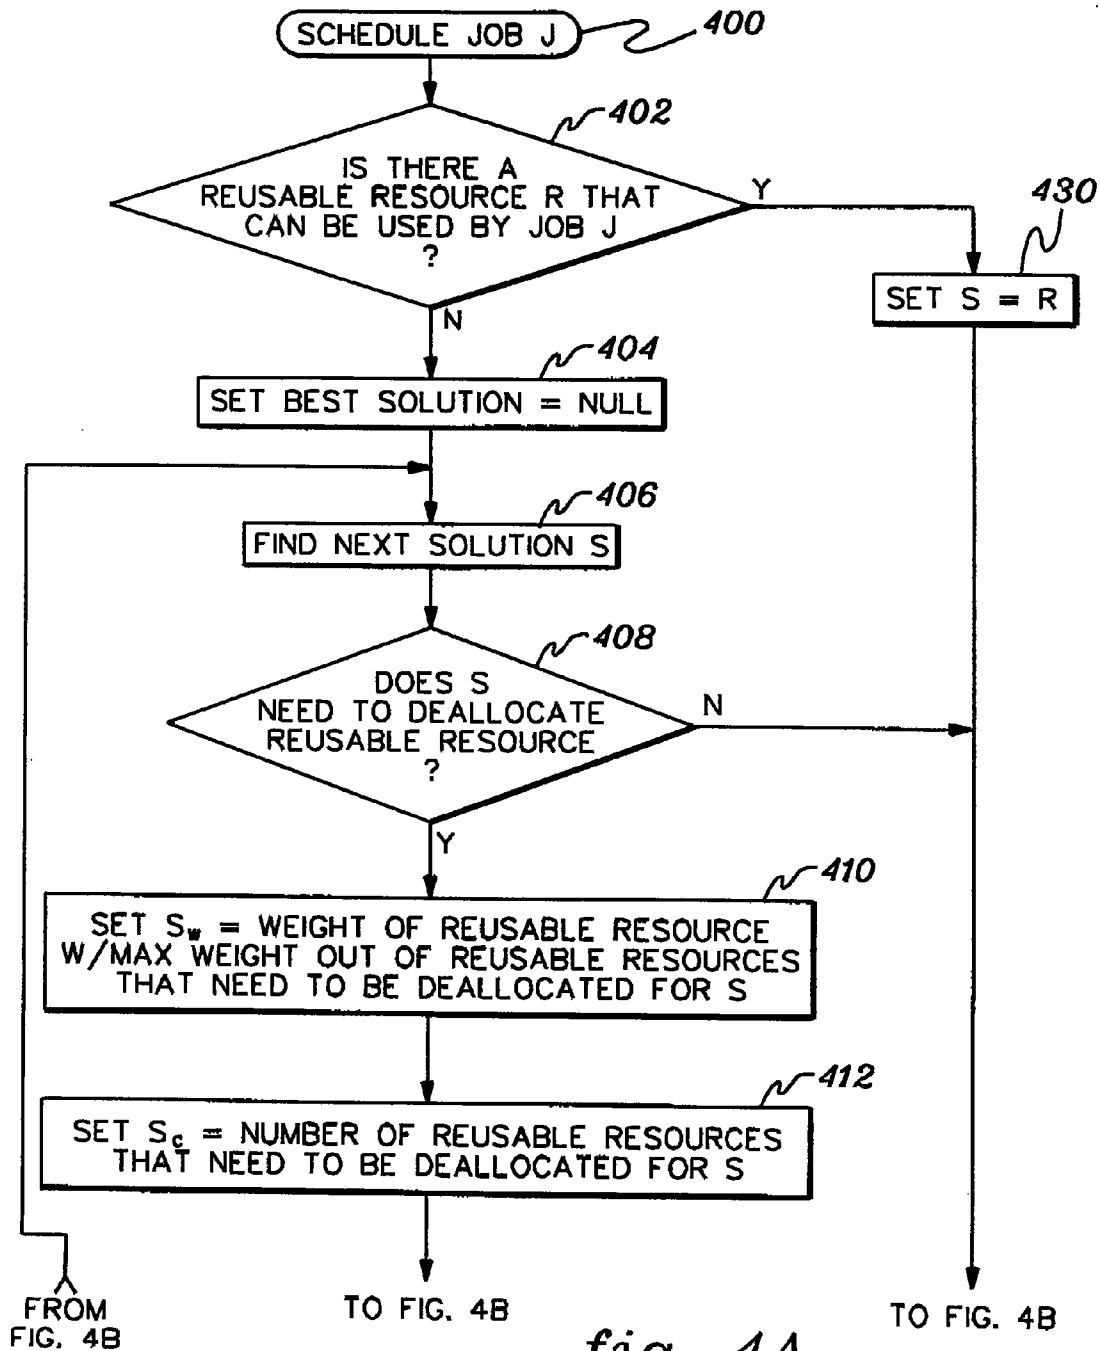 SCHEDULE JOB J
400
402
IS THERE A
REUSABLE RESOURCE R THAT
CAN BE USED BY JOB J
?
Y
N
430
SET S = R
404
SET BEST SOLUTION = NULL
406
FIND NEXT SOLUTION S
408
DOES S
NEED TO DEALLOCATE
REUSABLE RESOURCE
?
N
Y
410
SET Sw = WEIGHT OF REUSABLE RESOURCE
W/MAX WEIGHT OUT OF REUSABLE RESOURCES
THAT NEED TO BE DEALLOCATED FOR S
412
SET Sc = NUMBER OF REUSABLE RESOURCES
THAT NEED TO BE DEALLOCATED FOR S
FROM
FIG. 4B
TO FIG. 4B
TO FIG. 4B
fig. 4A